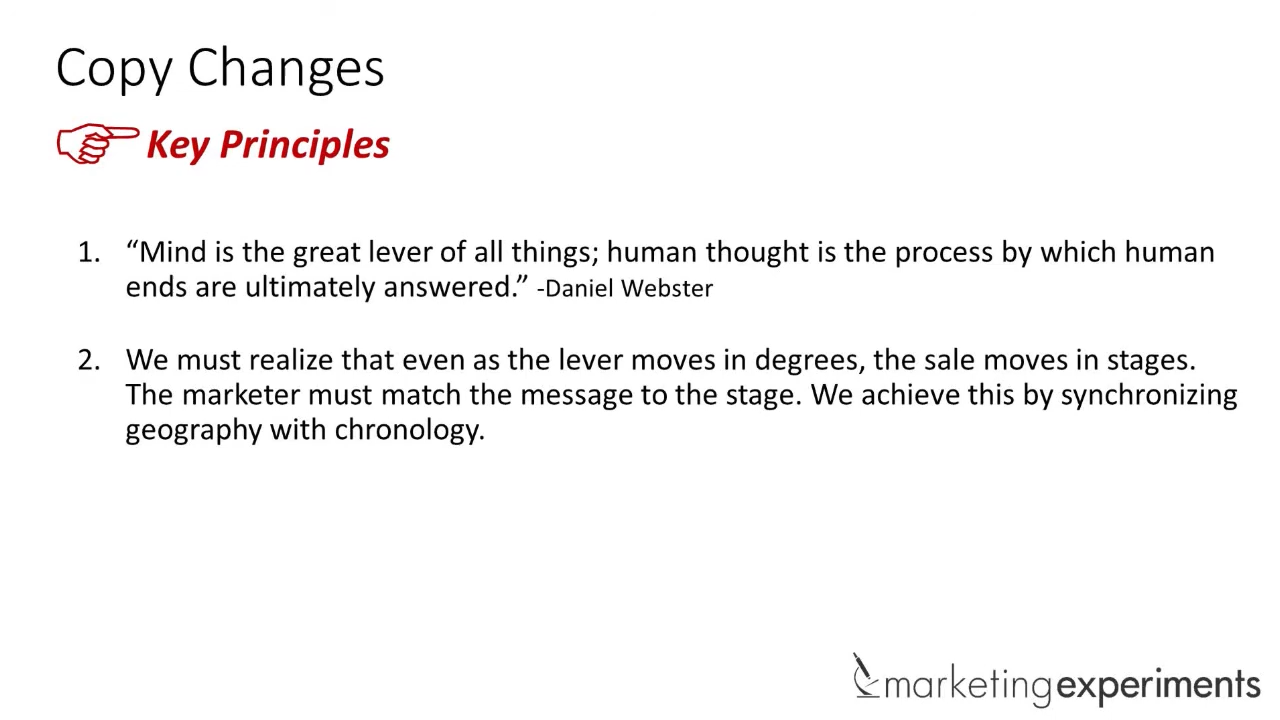 Copy Changes
Key Principles
1. “Mind is the great lever of all things; human thought is the process by which human
ends are ultimately answered.” -Daniel Webster
2. We must realize that even as the lever moves in degrees, the sale moves in stages.
The marketer must match the message to the stage. We achieve this by synchronizing
geography with chronology.
marketingexperiments